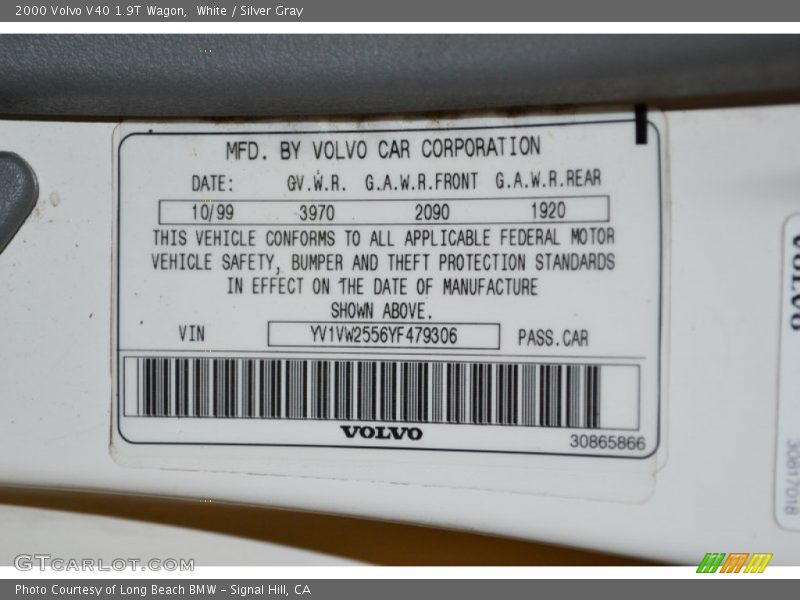 2000 Volvo V40 1.9T Wagon, White / Silver Gray
MFD. BY VOLVO CAR CORPORATION
DATE: GV.W.R. G.A.W.R.FRONT G.A.W.R.REAR
10/99 3970 2090 1920
THIS VEHICLE CONFORMS TO ALL APPLICABLE FEDERAL MOTOR
VEHICLE SAFETY, BUMPER AND THEFT PROTECTION STANDARDS
IN EFFECT ON THE DATE OF MANUFACTURE
SHOWN ABOVE.
VIN YV1VW2556YF479306 PASS.CAR
VOLVO
30865866
VOLVO
30817018
GTcarlot.com
Photo Courtesy of Long Beach BMW - Signal Hill, CA